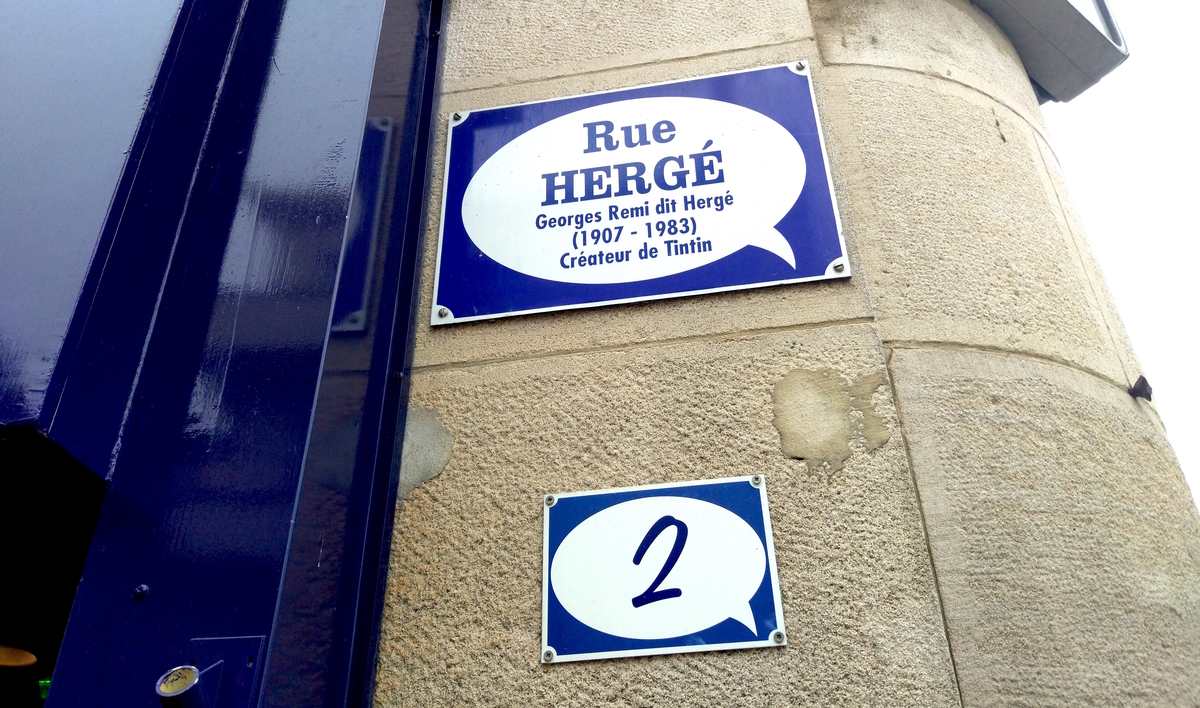 Rue
HERGÉ
Georges Remi dit Hergé
(1907 - 1983)
Créateur de Tintin
2